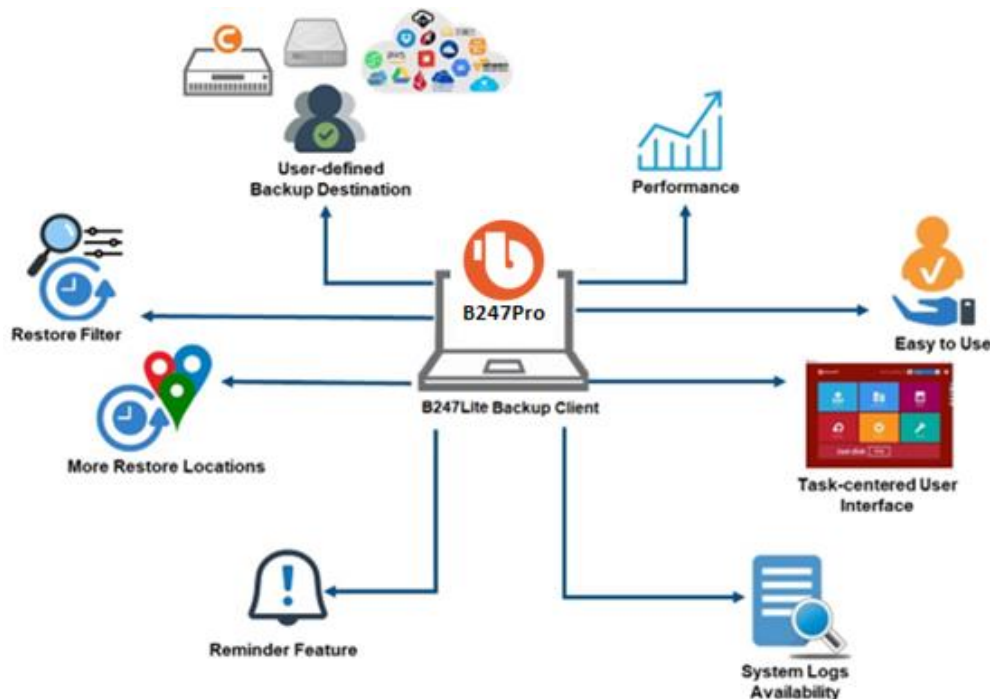 C
aws
User-defined
Backup Destination
Performance
b
B247Pro
Restore Filter
Easy to Use
B247Lite Backup Client
More Restore Locations
Task-centered User
Interface
Reminder Feature
System Logs
Availability